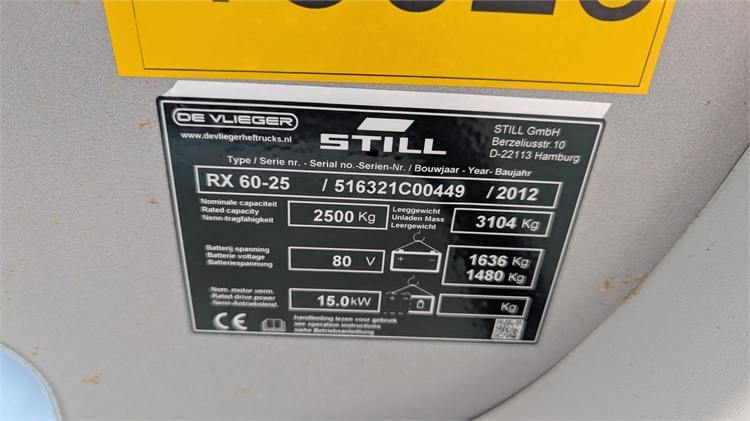 DE VLIEGER
www.devliegerheftrucks.nl
STILL
STILL GmbH
Berzeliusstr.10
D-22113 Hamburg
Type / Serie nr. - Serial no.-Serien-Nr. / Bouwjaar - Year- Baujahr
RX 60-25 / 516321C00449 / 2012
Nominale capaciteit
Rated capacity
Nenn-tragfähigkeit
2500 Kg
Leeggewicht
Unladen Mass
Leergewicht
3104 Kg
Batterij spanning
Batterie voltage
Batteriespannung
80 V
- +
1636 Kg
1480 Kg
Nom. motor verm.
Rated drive power
Nenn-Antriebsleist.
15.0kW
Kg
CE
handleiding lezen voor gebruik
see operation instructions
siehe Betriebsanleitung